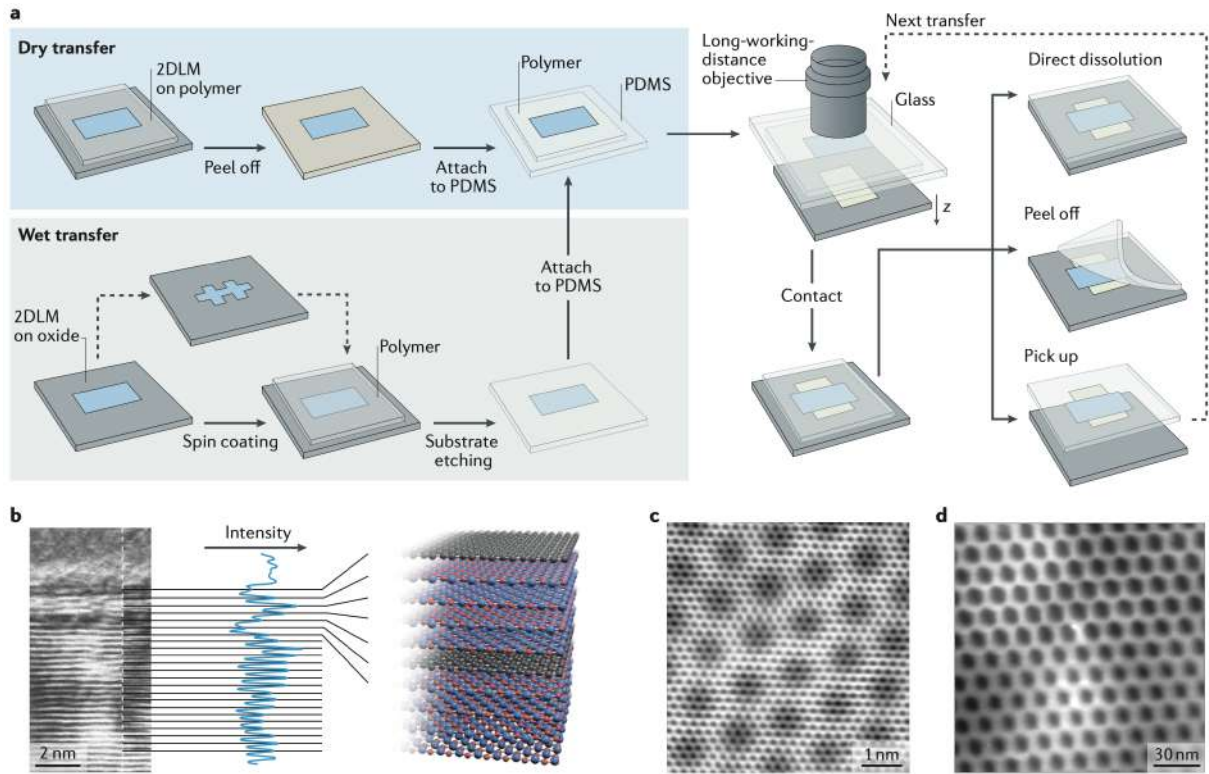 a
Dry transfer
2DLM
on polymer
Peel off
Attach
to PDMS
Polymer
PDMS
Wet transfer
2DLM
on oxide
Spin coating
Polymer
Substrate
etching
Attach
to PDMS
Long-working-
distance
objective
Glass
z
Contact
Next transfer
Direct dissolution
Peel off
Pick up
b
2 nm
Intensity
c
1 nm
d
30 nm